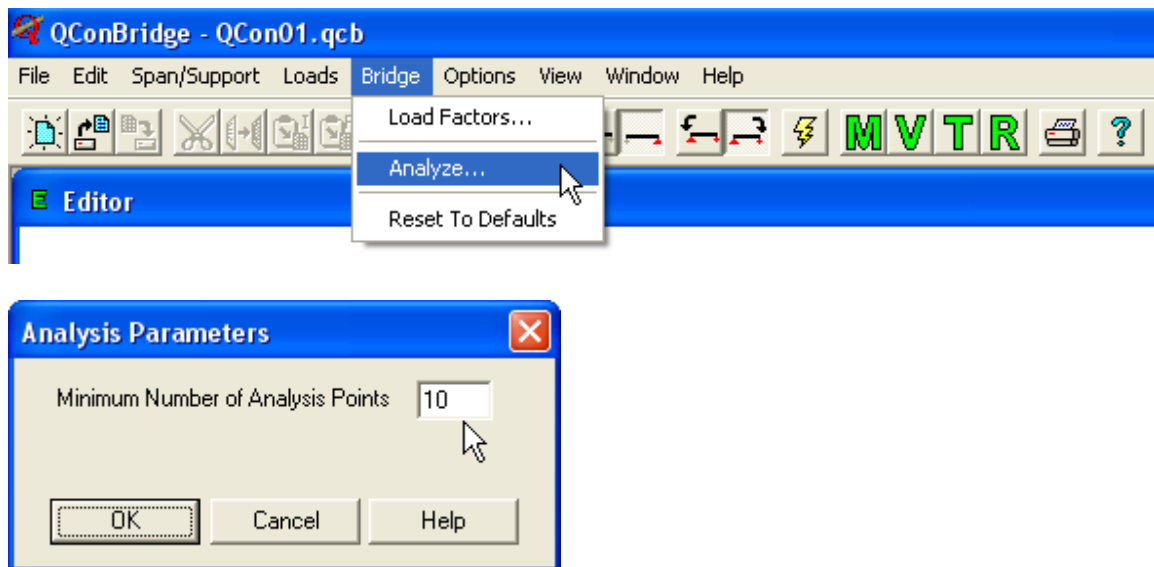 QConBridge - QCon01.qcb
File Edit Span/Support Loads Bridge Options View Window Help
Load Factors...
M V T R ?
Analyze...
E Editor
Reset To Defaults
Analysis Parameters
Minimum Number of Analysis Points 10
OK Cancel Help